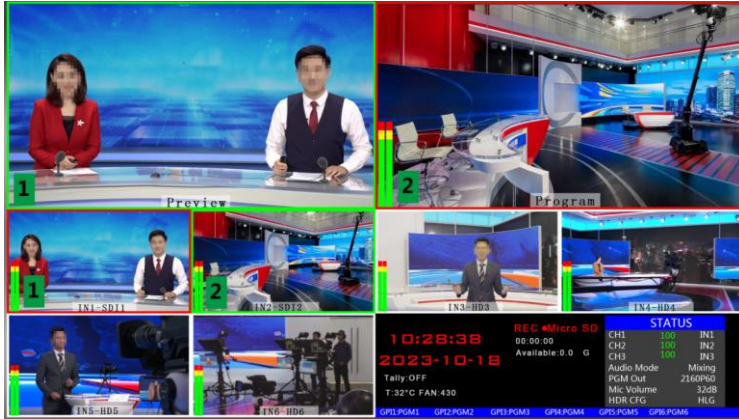 1
Preview
2
Program
1
IN1-SDI1
2
IN2-SDI2
IN3-HD3
IN4-HD4
IN5-HD5
IN6-HD6
10:28:38
2023-10-18
Tally:OFF
T:32°C FAN:430
REC ●Micro SD
00:00:00
Available:0.0 G
STATUS
CH1 100 IN1
CH2 100 IN2
CH3 100 IN3
Audio Mode Mixing
PGM Out 2160P60
Mic Volume 32dB
HDR CFG HLG
GPI1:PGM1 GPI2:PGM2 GPI3:PGM3 GPI4:PGM4 GPI5:PGM5 GPI6:PGM6